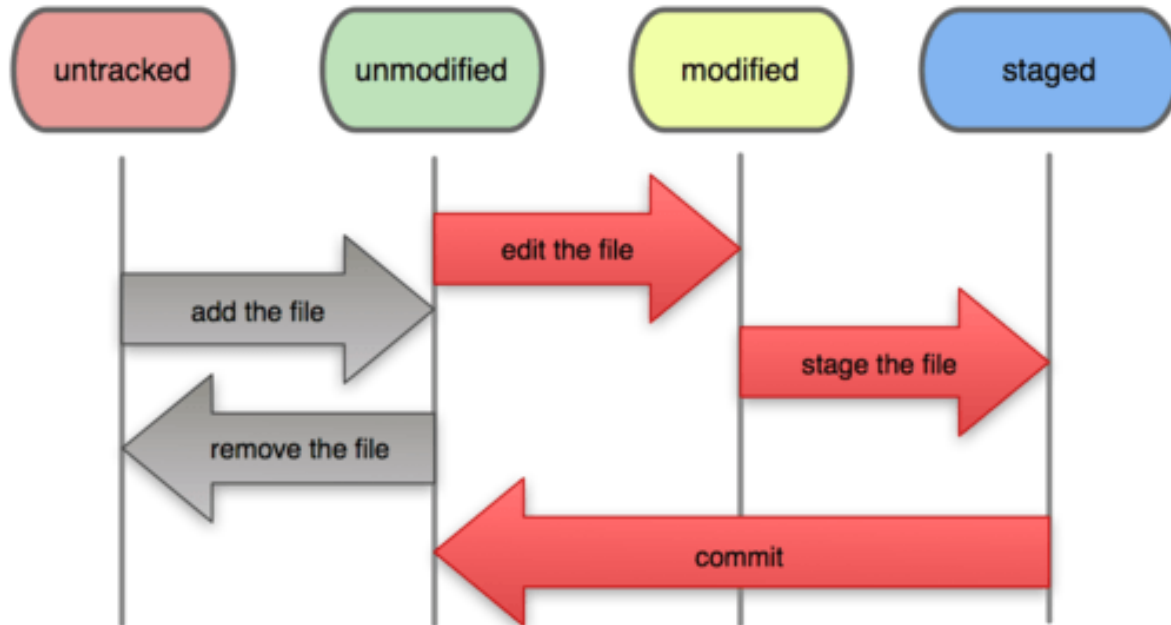 untracked
unmodified
modified
staged
edit the file
add the file
stage the file
remove the file
commit